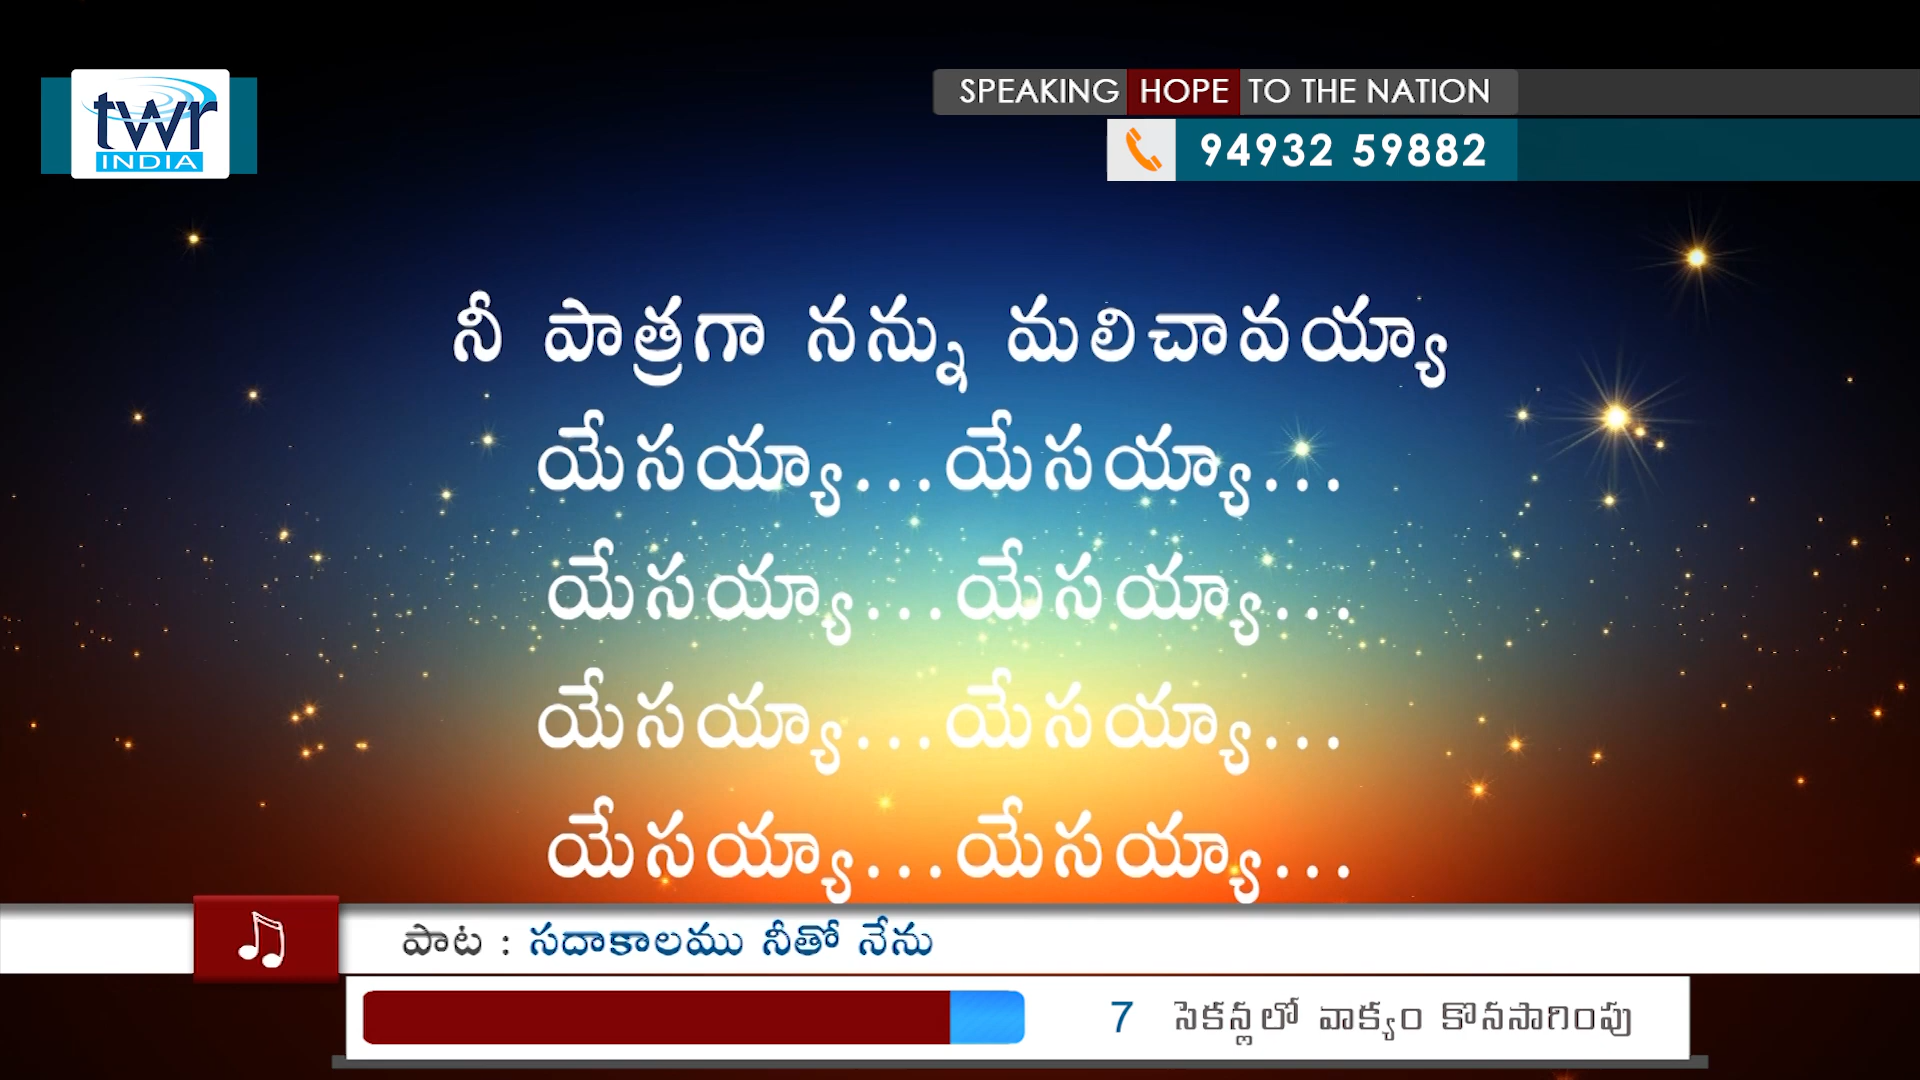 twr
INDIA
SPEAKING HOPE TO THE NATION
94932 59882
నీ పాత్రగా నన్ను మలిచావయ్యా
యేసయ్యా...యేసయ్యా...
యేసయ్యా...యేసయ్యా...
యేసయ్యా...యేసయ్యా...
యేసయ్యా...యేసయ్యా...
పాట : సదాకాలము నీతో నేను
7 సెకన్లలో వాక్యం కొనసాగింపు